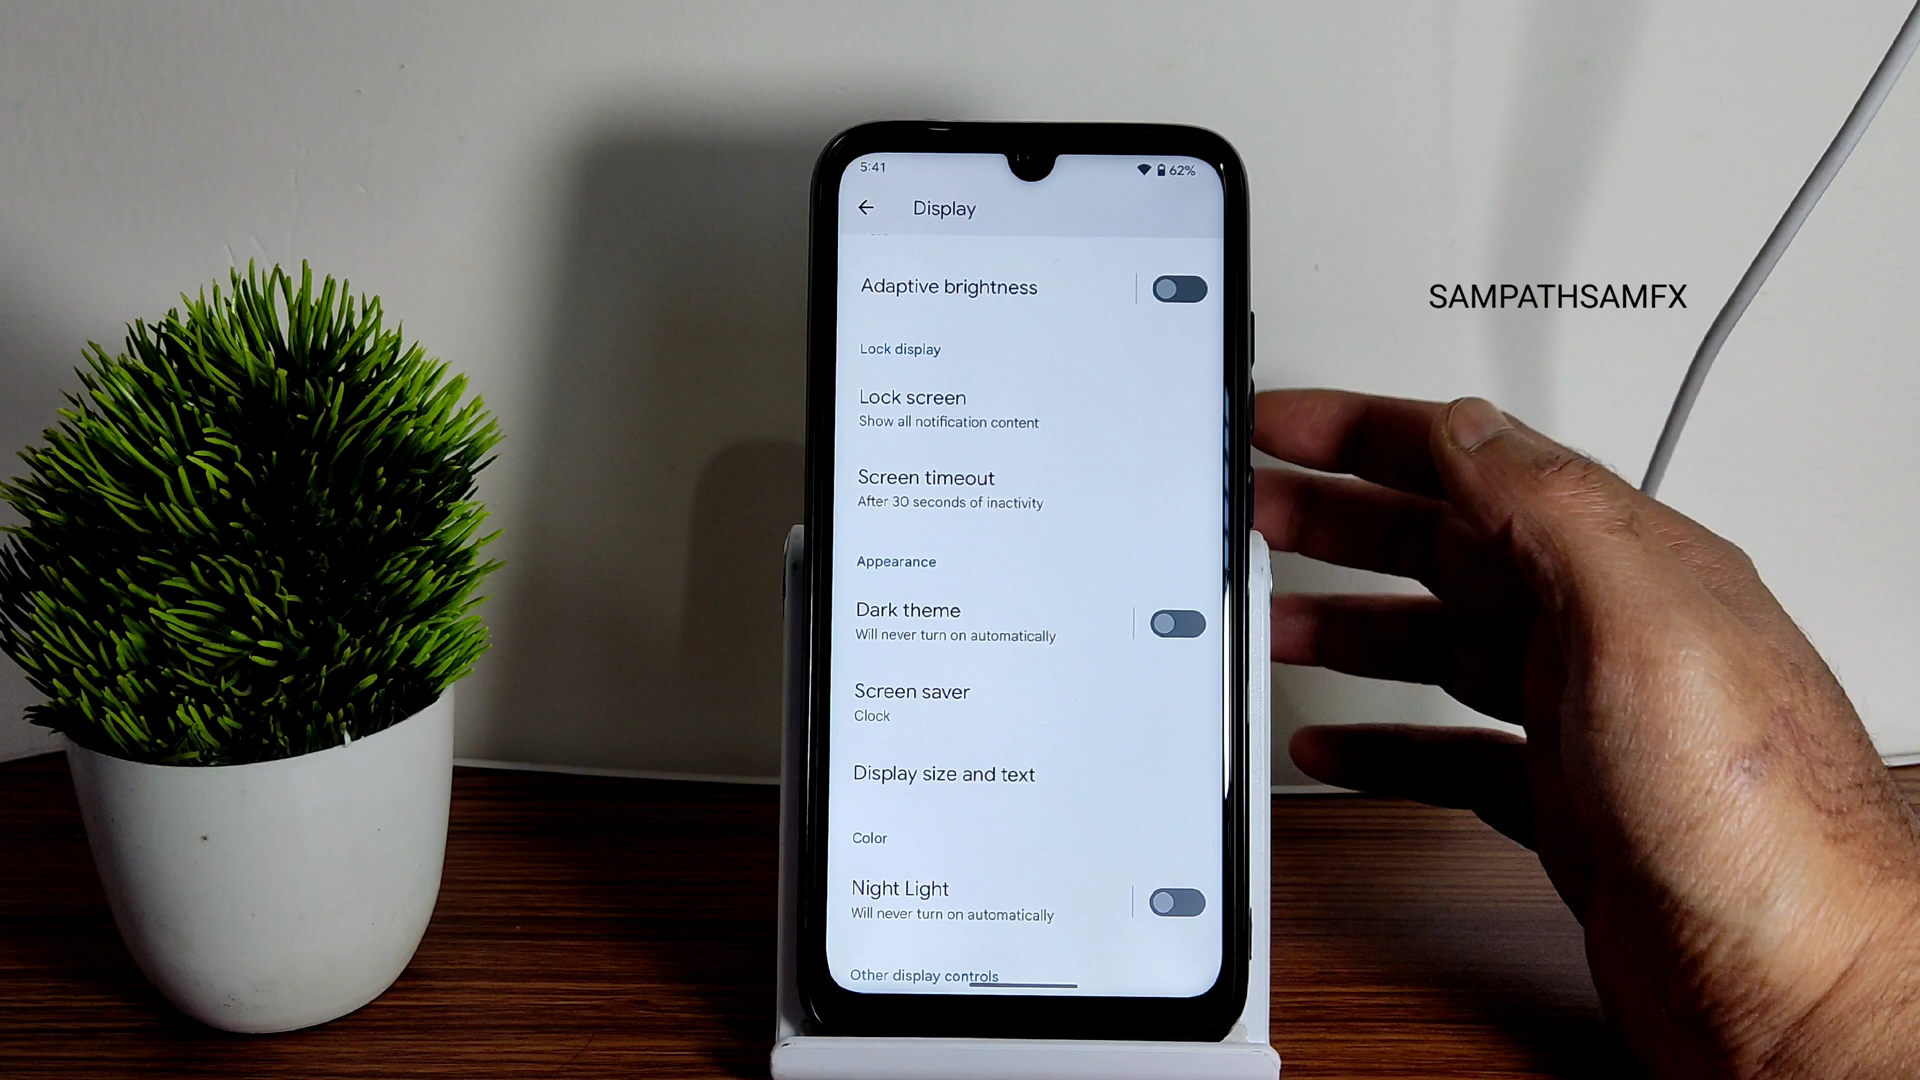 5:41
62%
Display
Adaptive brightness
Lock display
Lock screen
Show all notification content
Screen timeout
After 30 seconds of inactivity
Appearance
Dark theme
Will never turn on automatically
Screen saver
Clock
Display size and text
Color
Night Light
Will never turn on automatically
Other display controls
SAMPATHSAMFX